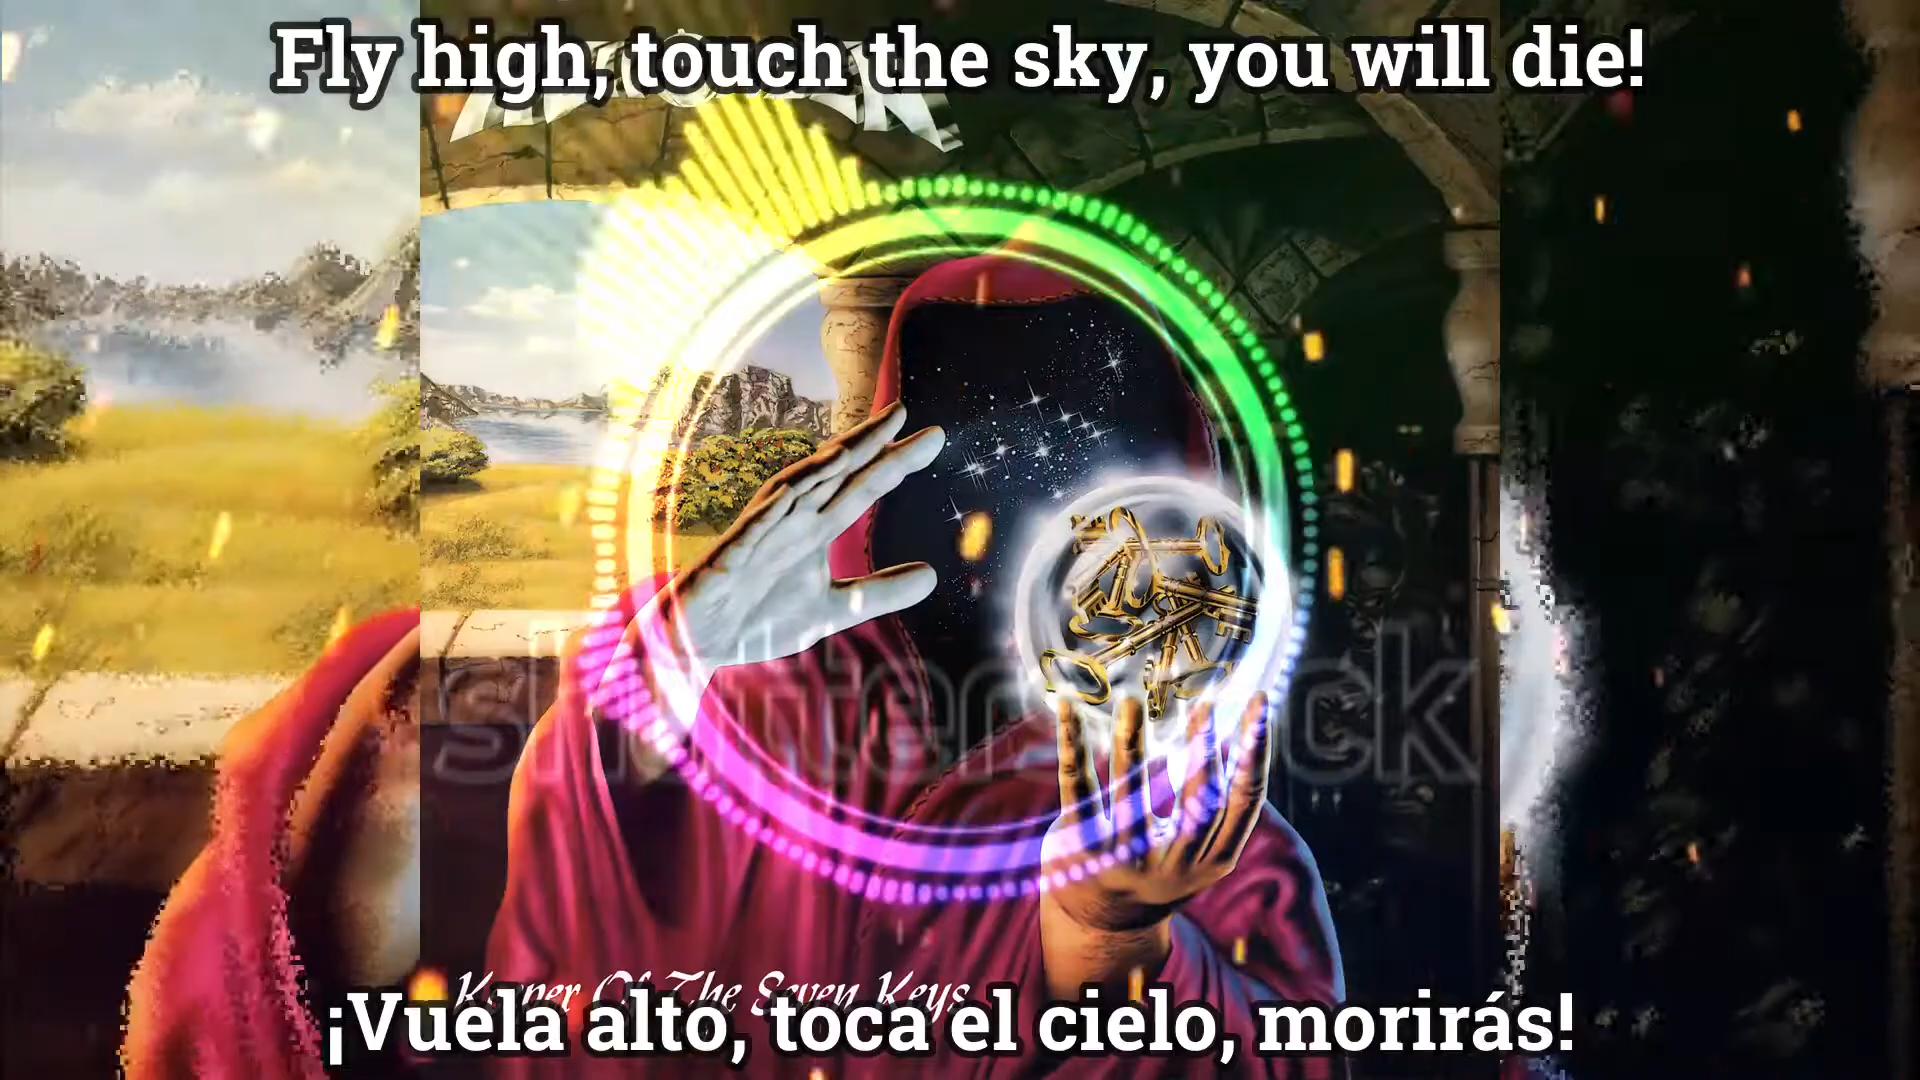 Fly high, touch the sky, you will die!
shutterstock
Keeper Of The Seven Keys
¡Vuela alto, toca el cielo, morirás!